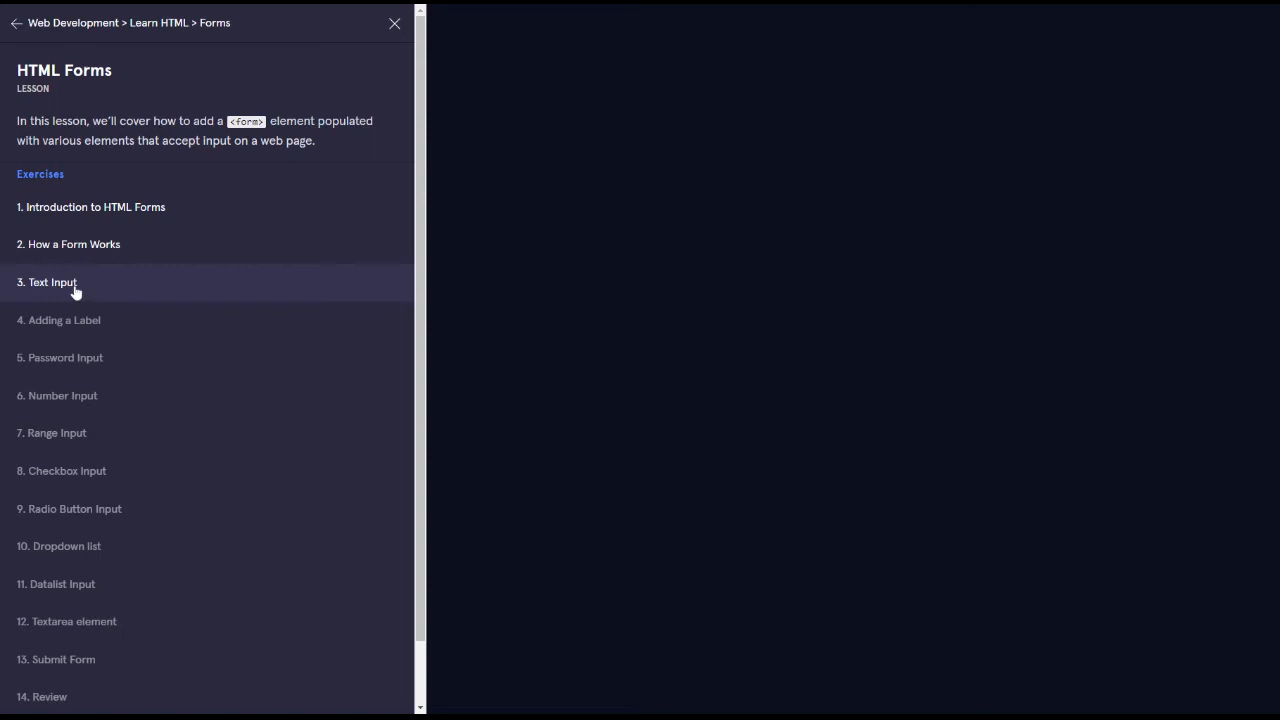 Web Development > Learn HTML > Forms
HTML Forms
LESSON
In this lesson, we'll cover how to add a <form> element populated
with various elements that accept input on a web page.
Exercises
1. Introduction to HTML Forms
2. How a Form Works
3. Text Input
4. Adding a Label
5. Password Input
6. Number Input
7. Range Input
8. Checkbox Input
9. Radio Button Input
10. Dropdown list
11. Datalist Input
12. Textarea element
13. Submit Form
14. Review